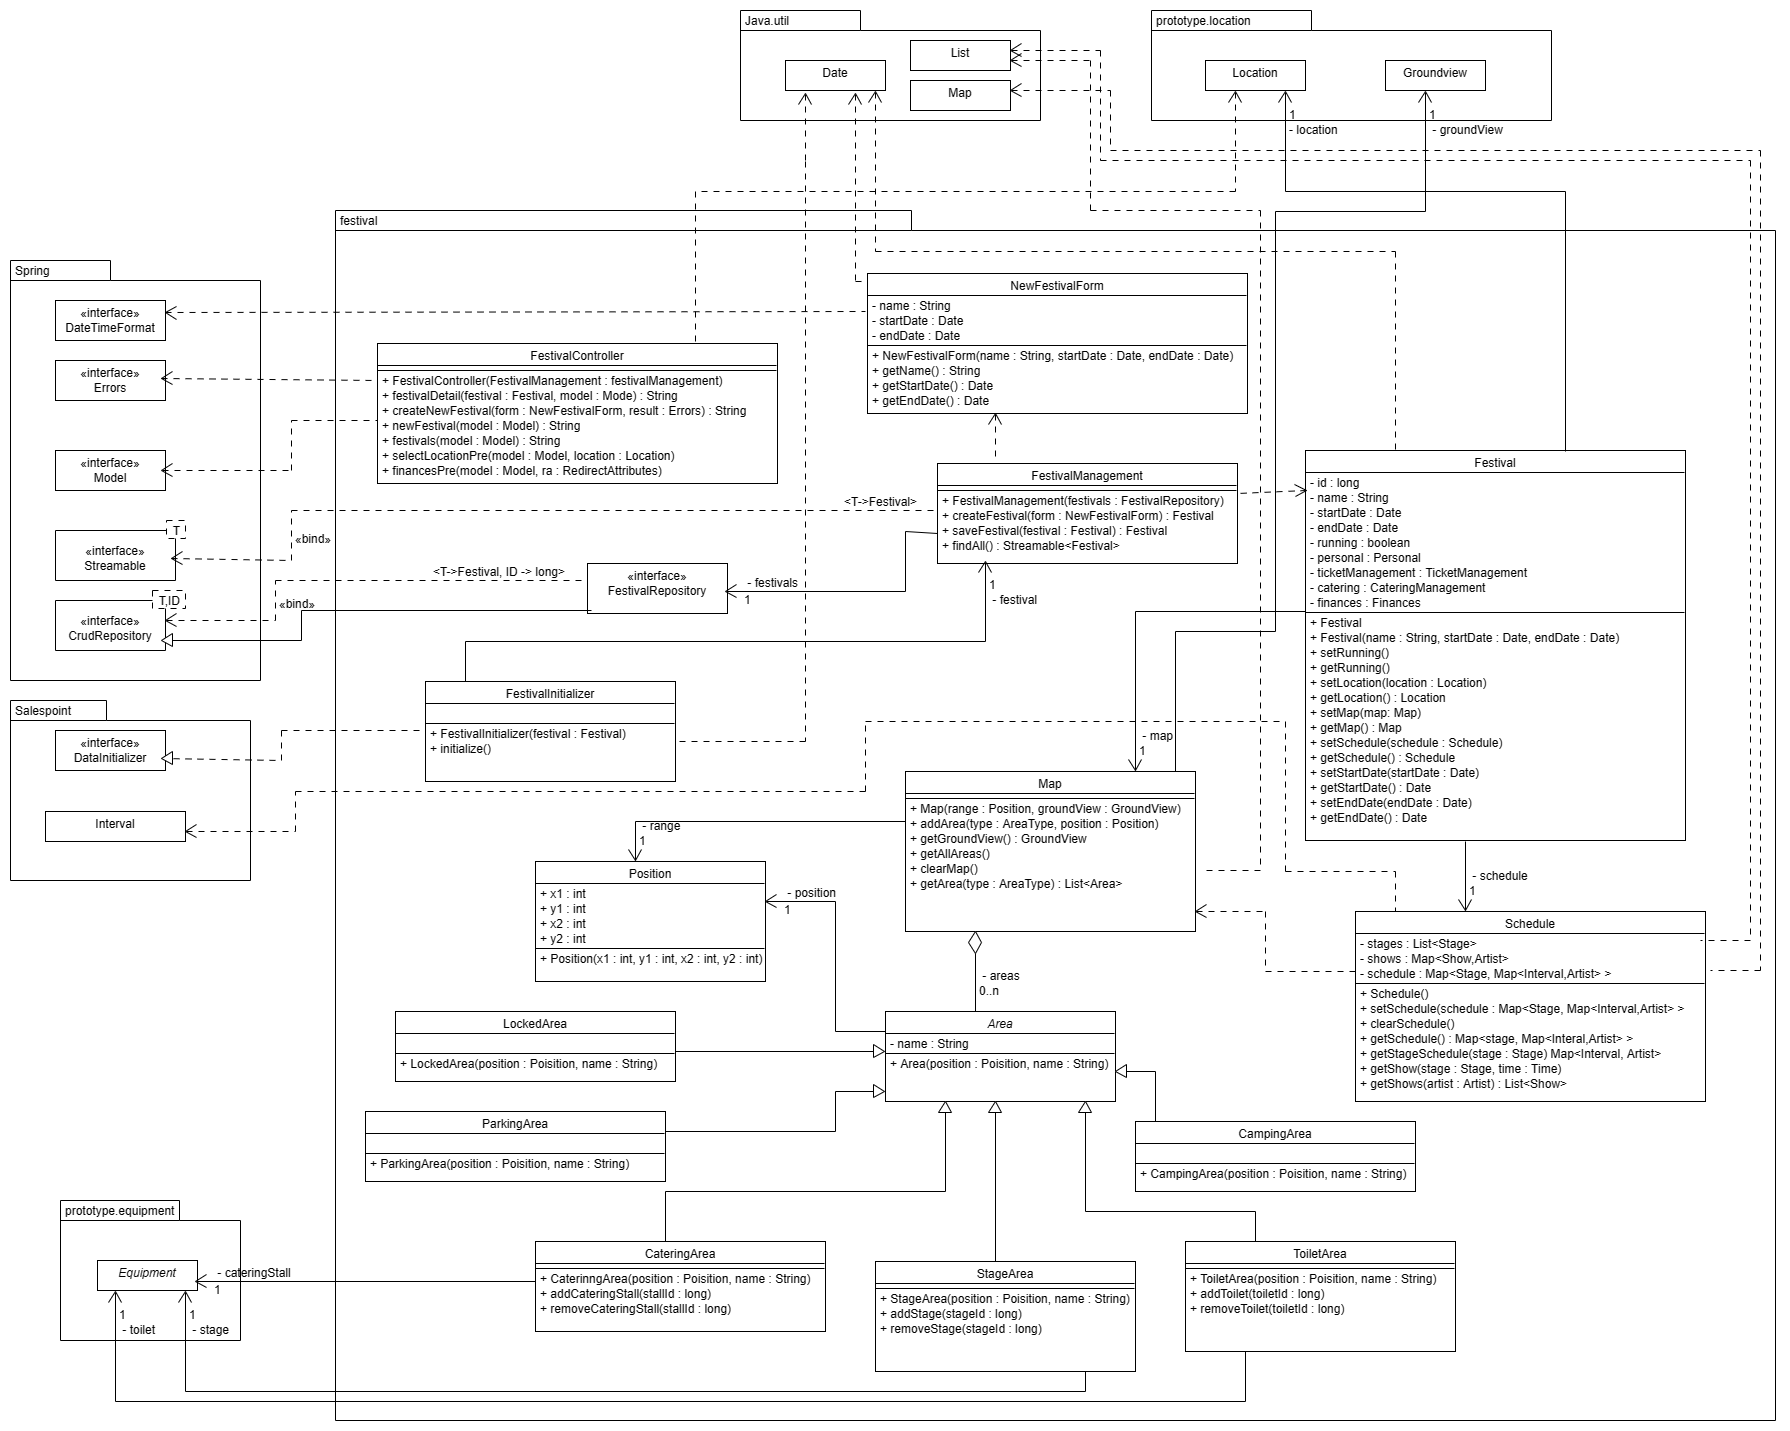 Java.util
Date
List
Map
prototype.location
Location
Groundview
1
- location
1
- groundView
festival
Spring
«interface»
DateTimeFormat
«interface»
Errors
«interface»
Model
T
«interface»
Streamable
«bind»
T,ID
«interface»
CrudRepository
«bind»
NewFestivalForm
- name : String
- startDate : Date
- endDate : Date
+ NewFestivalForm(name : String, startDate : Date, endDate : Date)
+ getName() : String
+ getStartDate() : Date
+ getEndDate() : Date
FestivalController
+ FestivalController(FestivalManagement : festivalManagement)
+ festivalDetail(festival : Festival, model : Mode) : String
+ createNewFestival(form : NewFestivalForm, result : Errors) : String
+ newFestival(model : Model) : String
+ festivals(model : Model) : String
+ selectLocationPre(model : Model, location : Location)
+ financesPre(model : Model, ra : RedirectAttributes)
FestivalManagement
+ FestivalManagement(festivals : FestivalRepository)
+ createFestival(form : NewFestivalForm) : Festival
+ saveFestival(festival : Festival) : Festival
+ findAll() : Streamable<Festival>
<T->Festival>
<T->Festival, ID -> long>
«interface»
FestivalRepository
- festivals
1
1
- festival
Festival
- id : long
- name : String
- startDate : Date
- endDate : Date
- running : boolean
- personal : Personal
- ticketManagement : TicketManagement
- catering : CateringManagement
- finances : Finances
+ Festival
+ Festival(name : String, startDate : Date, endDate : Date)
+ setRunning()
+ getRunning()
+ setLocation(location : Location)
+ getLocation() : Location
+ setMap(map: Map)
+ getMap() : Map
+ setSchedule(schedule : Schedule)
+ getSchedule() : Schedule
+ setStartDate(startDate : Date)
+ getStartDate() : Date
+ setEndDate(endDate : Date)
+ getEndDate() : Date
Salespoint
«interface»
DataInitializer
Interval
FestivalInitializer
+ FestivalInitializer(festival : Festival)
+ initialize()
- map
1
Map
+ Map(range : Position, groundView : GroundView)
+ addArea(type : AreaType, position : Position)
+ getGroundView() : GroundView
+ getAllAreas()
+ clearMap()
+ getArea(type : AreaType) : List<Area>
- range
1
Position
+ x1 : int
+ y1 : int
+ x2 : int
+ y2 : int
+ Position(x1 : int, y1 : int, x2 : int, y2 : int)
- position
1
- schedule
1
Schedule
- stages : List<Stage>
- shows : Map<Show,Artist>
- schedule : Map<Stage, Map<Interval,Artist> >
+ Schedule()
+ setSchedule(schedule : Map<Stage, Map<Interval,Artist> >
+ clearSchedule()
+ getSchedule() : Map<stage, Map<Interal,Artist> >
+ getStageSchedule(stage : Stage) Map<Interval, Artist>
+ getShow(stage : Stage, time : Time)
+ getShows(artist : Artist) : List<Show>
- areas
0..n
Area
- name : String
+ Area(position : Poisition, name : String)
LockedArea
+ LockedArea(position : Poisition, name : String)
ParkingArea
+ ParkingArea(position : Poisition, name : String)
CampingArea
+ CampingArea(position : Poisition, name : String)
prototype.equipment
Equipment
- cateringStall
1
1
- toilet
1
- stage
CateringArea
+ CaterinngArea(position : Poisition, name : String)
+ addCateringStall(stallId : long)
+ removeCateringStall(stallId : long)
StageArea
+ StageArea(position : Poisition, name : String)
+ addStage(stageId : long)
+ removeStage(stageId : long)
ToiletArea
+ ToiletArea(position : Poisition, name : String)
+ addToilet(toiletId : long)
+ removeToilet(toiletId : long)